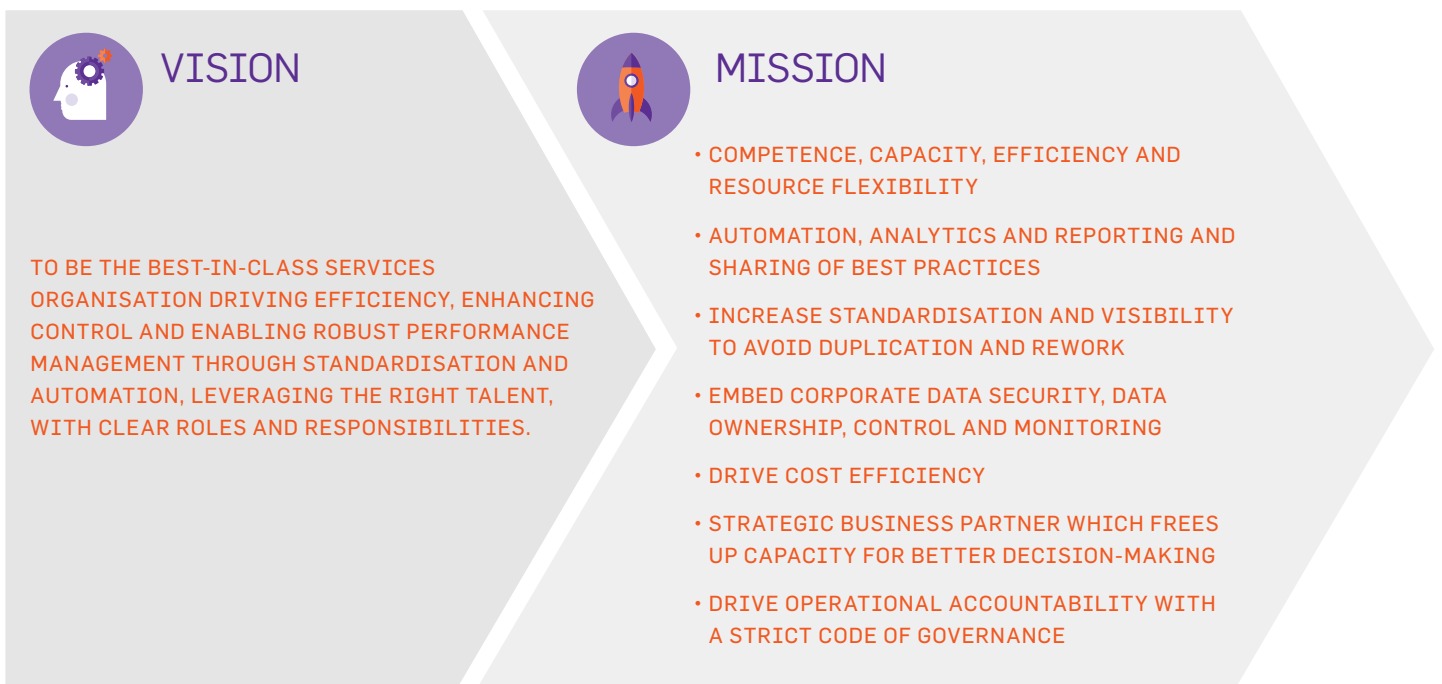 VISION
TO BE THE BEST-IN-CLASS SERVICES
ORGANISATION DRIVING EFFICIENCY, ENHANCING
CONTROL AND ENABLING ROBUST PERFORMANCE
MANAGEMENT THROUGH STANDARDISATION AND
AUTOMATION, LEVERAGING THE RIGHT TALENT,
WITH CLEAR ROLES AND RESPONSIBILITIES.
MISSION
• COMPETENCE, CAPACITY, EFFICIENCY AND
RESOURCE FLEXIBILITY
• AUTOMATION, ANALYTICS AND REPORTING AND
SHARING OF BEST PRACTICES
• INCREASE STANDARDISATION AND VISIBILITY
TO AVOID DUPLICATION AND REWORK
• EMBED CORPORATE DATA SECURITY, DATA
OWNERSHIP, CONTROL AND MONITORING
• DRIVE COST EFFICIENCY
• STRATEGIC BUSINESS PARTNER WHICH FREES
UP CAPACITY FOR BETTER DECISION-MAKING
• DRIVE OPERATIONAL ACCOUNTABILITY WITH
A STRICT CODE OF GOVERNANCE